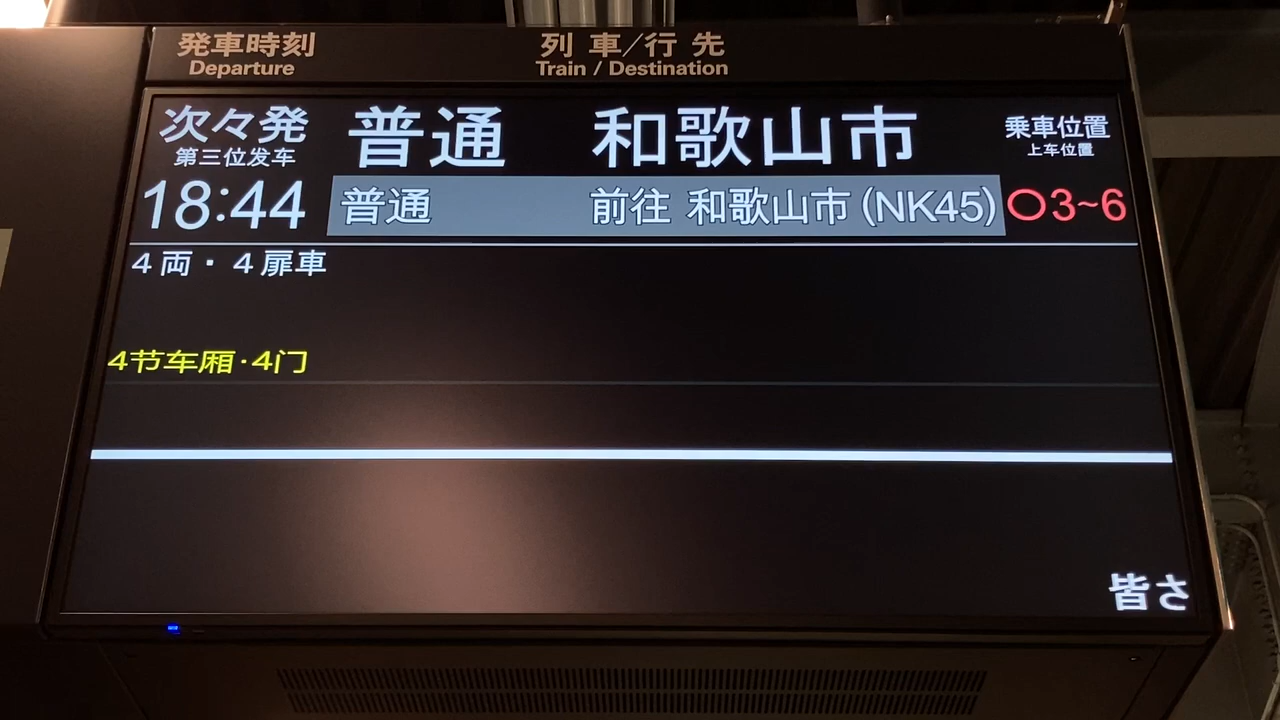 発車時刻 列車/行先
Departure Train / Destination
次々発 普通 和歌山市 乗車位置
第三位发车 上车位置
18:44 普通 前往 和歌山市 (NK45) ○3~6
4両・4扉車
4节车厢·4门
皆さ